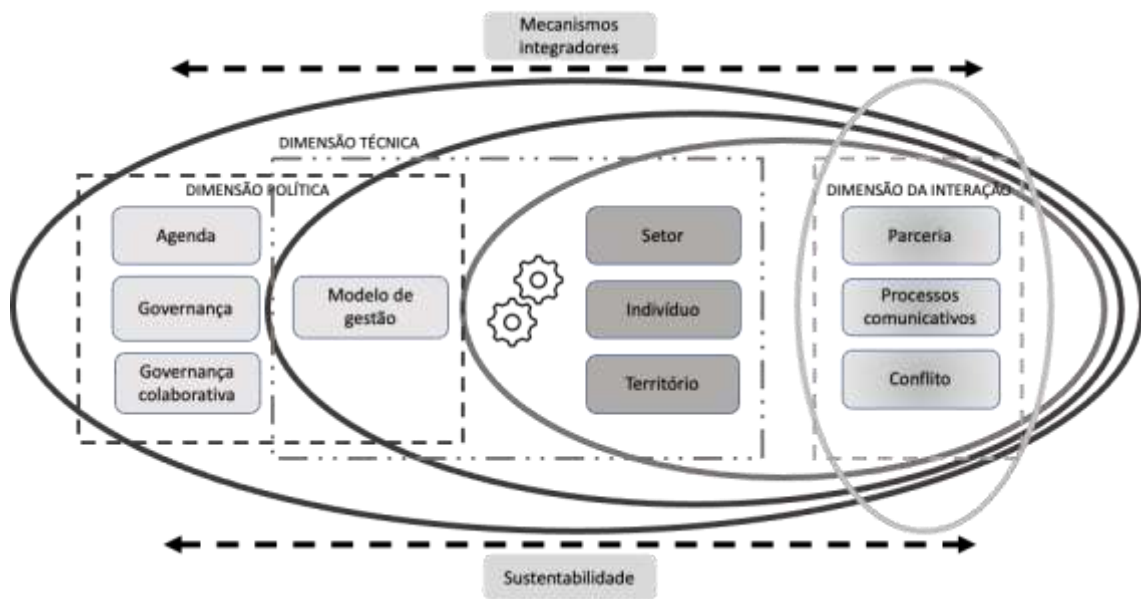 Mecanismos
integradores
DIMENSÃO TÉCNICA
DIMENSÃO POLÍTICA
DIMENSÃO DA INTERAÇÃO
Agenda
Governança
Governança
colaborativa
Modelo de
gestão
Setor
Indivíduo
Território
Parceria
Processos
comunicativos
Conflito
Sustentabilidade